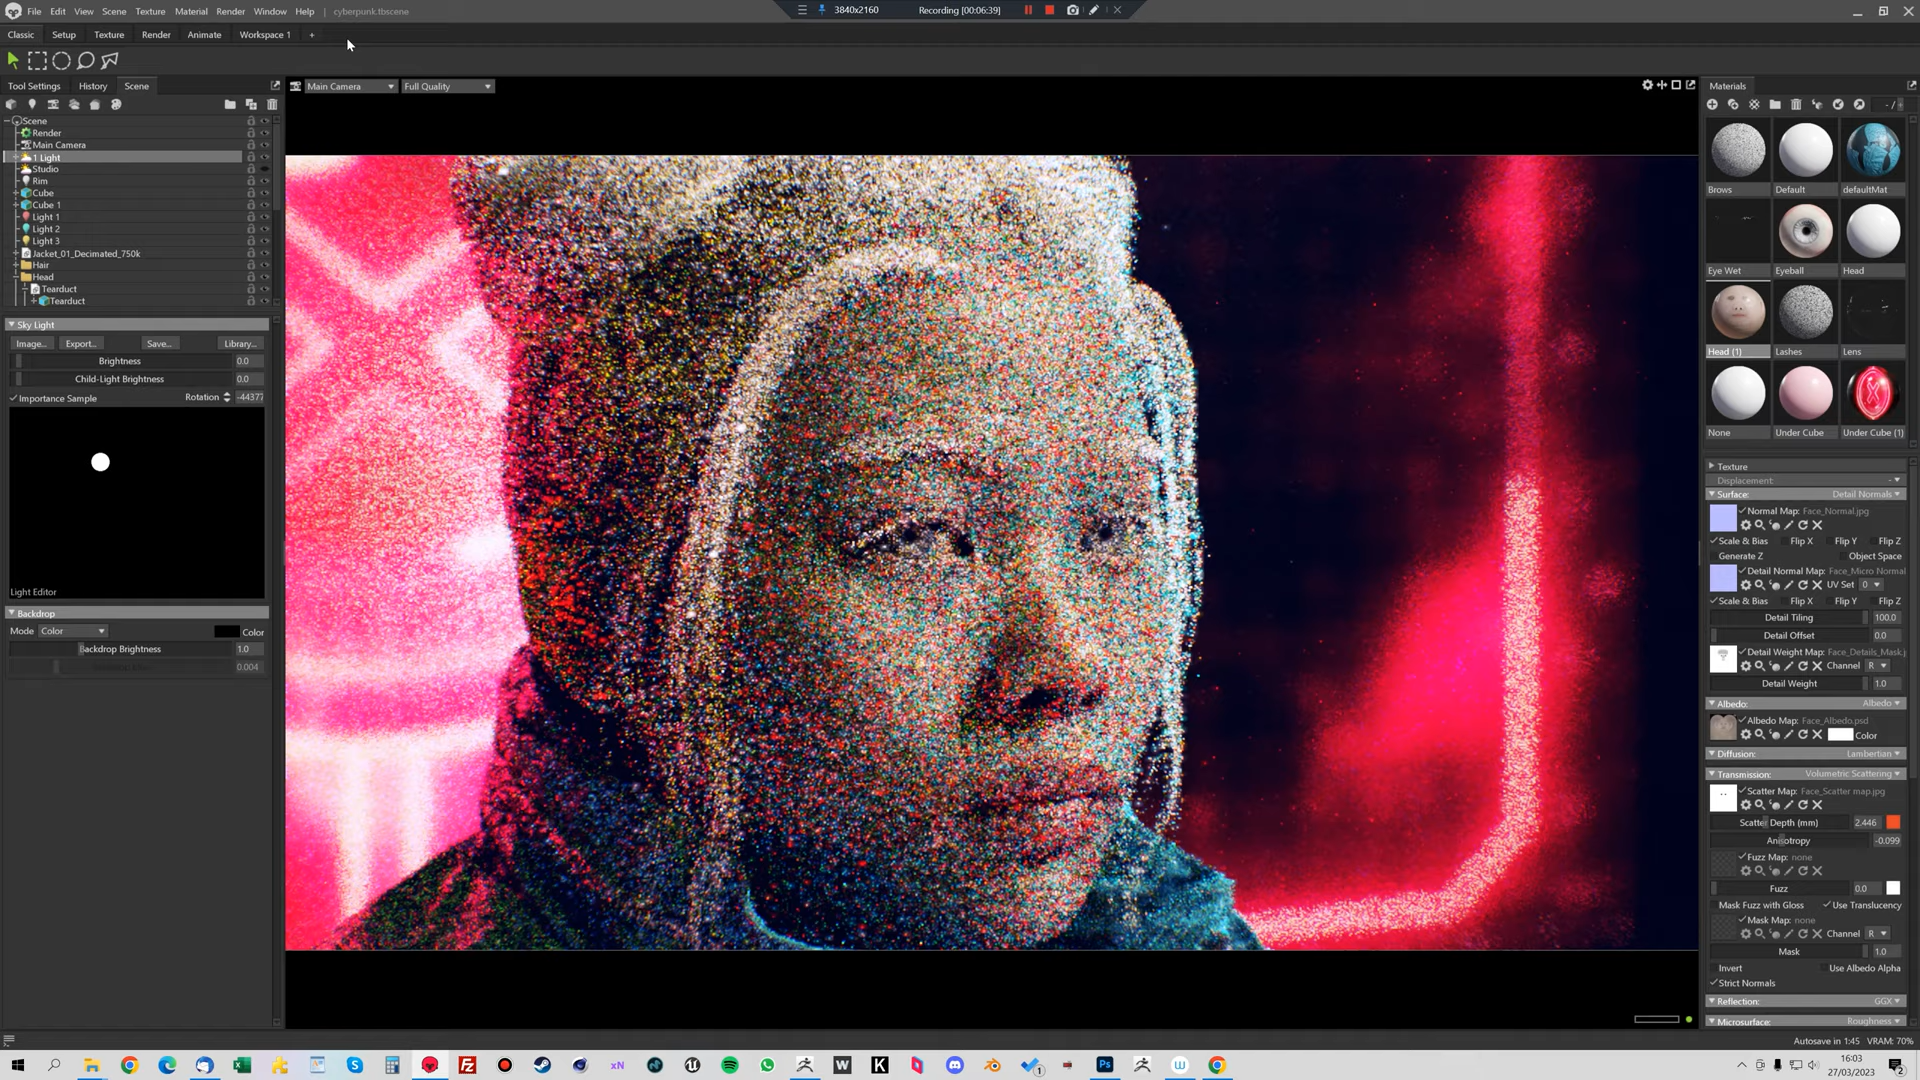 File Edit View Scene Texture Material Render Window Help | cyberpunk.tbscene
3840x2160 Recording [00:06:39]
Classic Setup Texture Render Animate Workspace 1 +
Tool Settings History Scene
Main Camera Full Quality
Scene
Render
Main Camera
1 Light
Studio
Rim
Cube
Cube 1
Light 1
Light 2
Light 3
Jacket_01_Decimated_750k
Hair
Head
Tearduct
Tearduct
Sky Light
Image... Export... Save... Library...
Brightness 0.0
Child-Light Brightness 0.0
Importance Sample Rotation -44377
Light Editor
Backdrop
Mode Color Color
Backdrop Brightness 1.0
0.004
Materials
Brows Default defaultMat
Eye Wet Eyeball Head
Head (1) Lashes Lens
None Under Cube Under Cube (1)
Texture
Displacement: -
Surface: Detail Normals
Normal Map: Face_Normal.jpg
Scale & Bias Flip X Flip Y Flip Z
Generate Z Object Space
Detail Normal Map: Face_Micro Normal
UV Set 0
Scale & Bias Flip X Flip Y Flip Z
Detail Tiling 100.0
Detail Offset 0.0
Detail Weight Map: Face_Details_Mask.j
Channel R
Detail Weight 1.0
Albedo: Albedo
Albedo Map: Face_Albedo.psd
Color
Diffusion: Lambertian
Transmission: Volumetric Scattering
Scatter Map: Face_Scatter map.jpg
Scatter Depth (mm) 2.446
Anisotropy -0.099
Fuzz Map: none
Fuzz 0.0
Mask Fuzz with Gloss Use Translucency
Mask Map: none
Channel R
Mask 1.0
Invert Use Albedo Alpha
Strict Normals
Reflection: GGX
Microsurface: Roughness
Autosave in 1:45 VRAM: 70%
16:03
27/03/2023